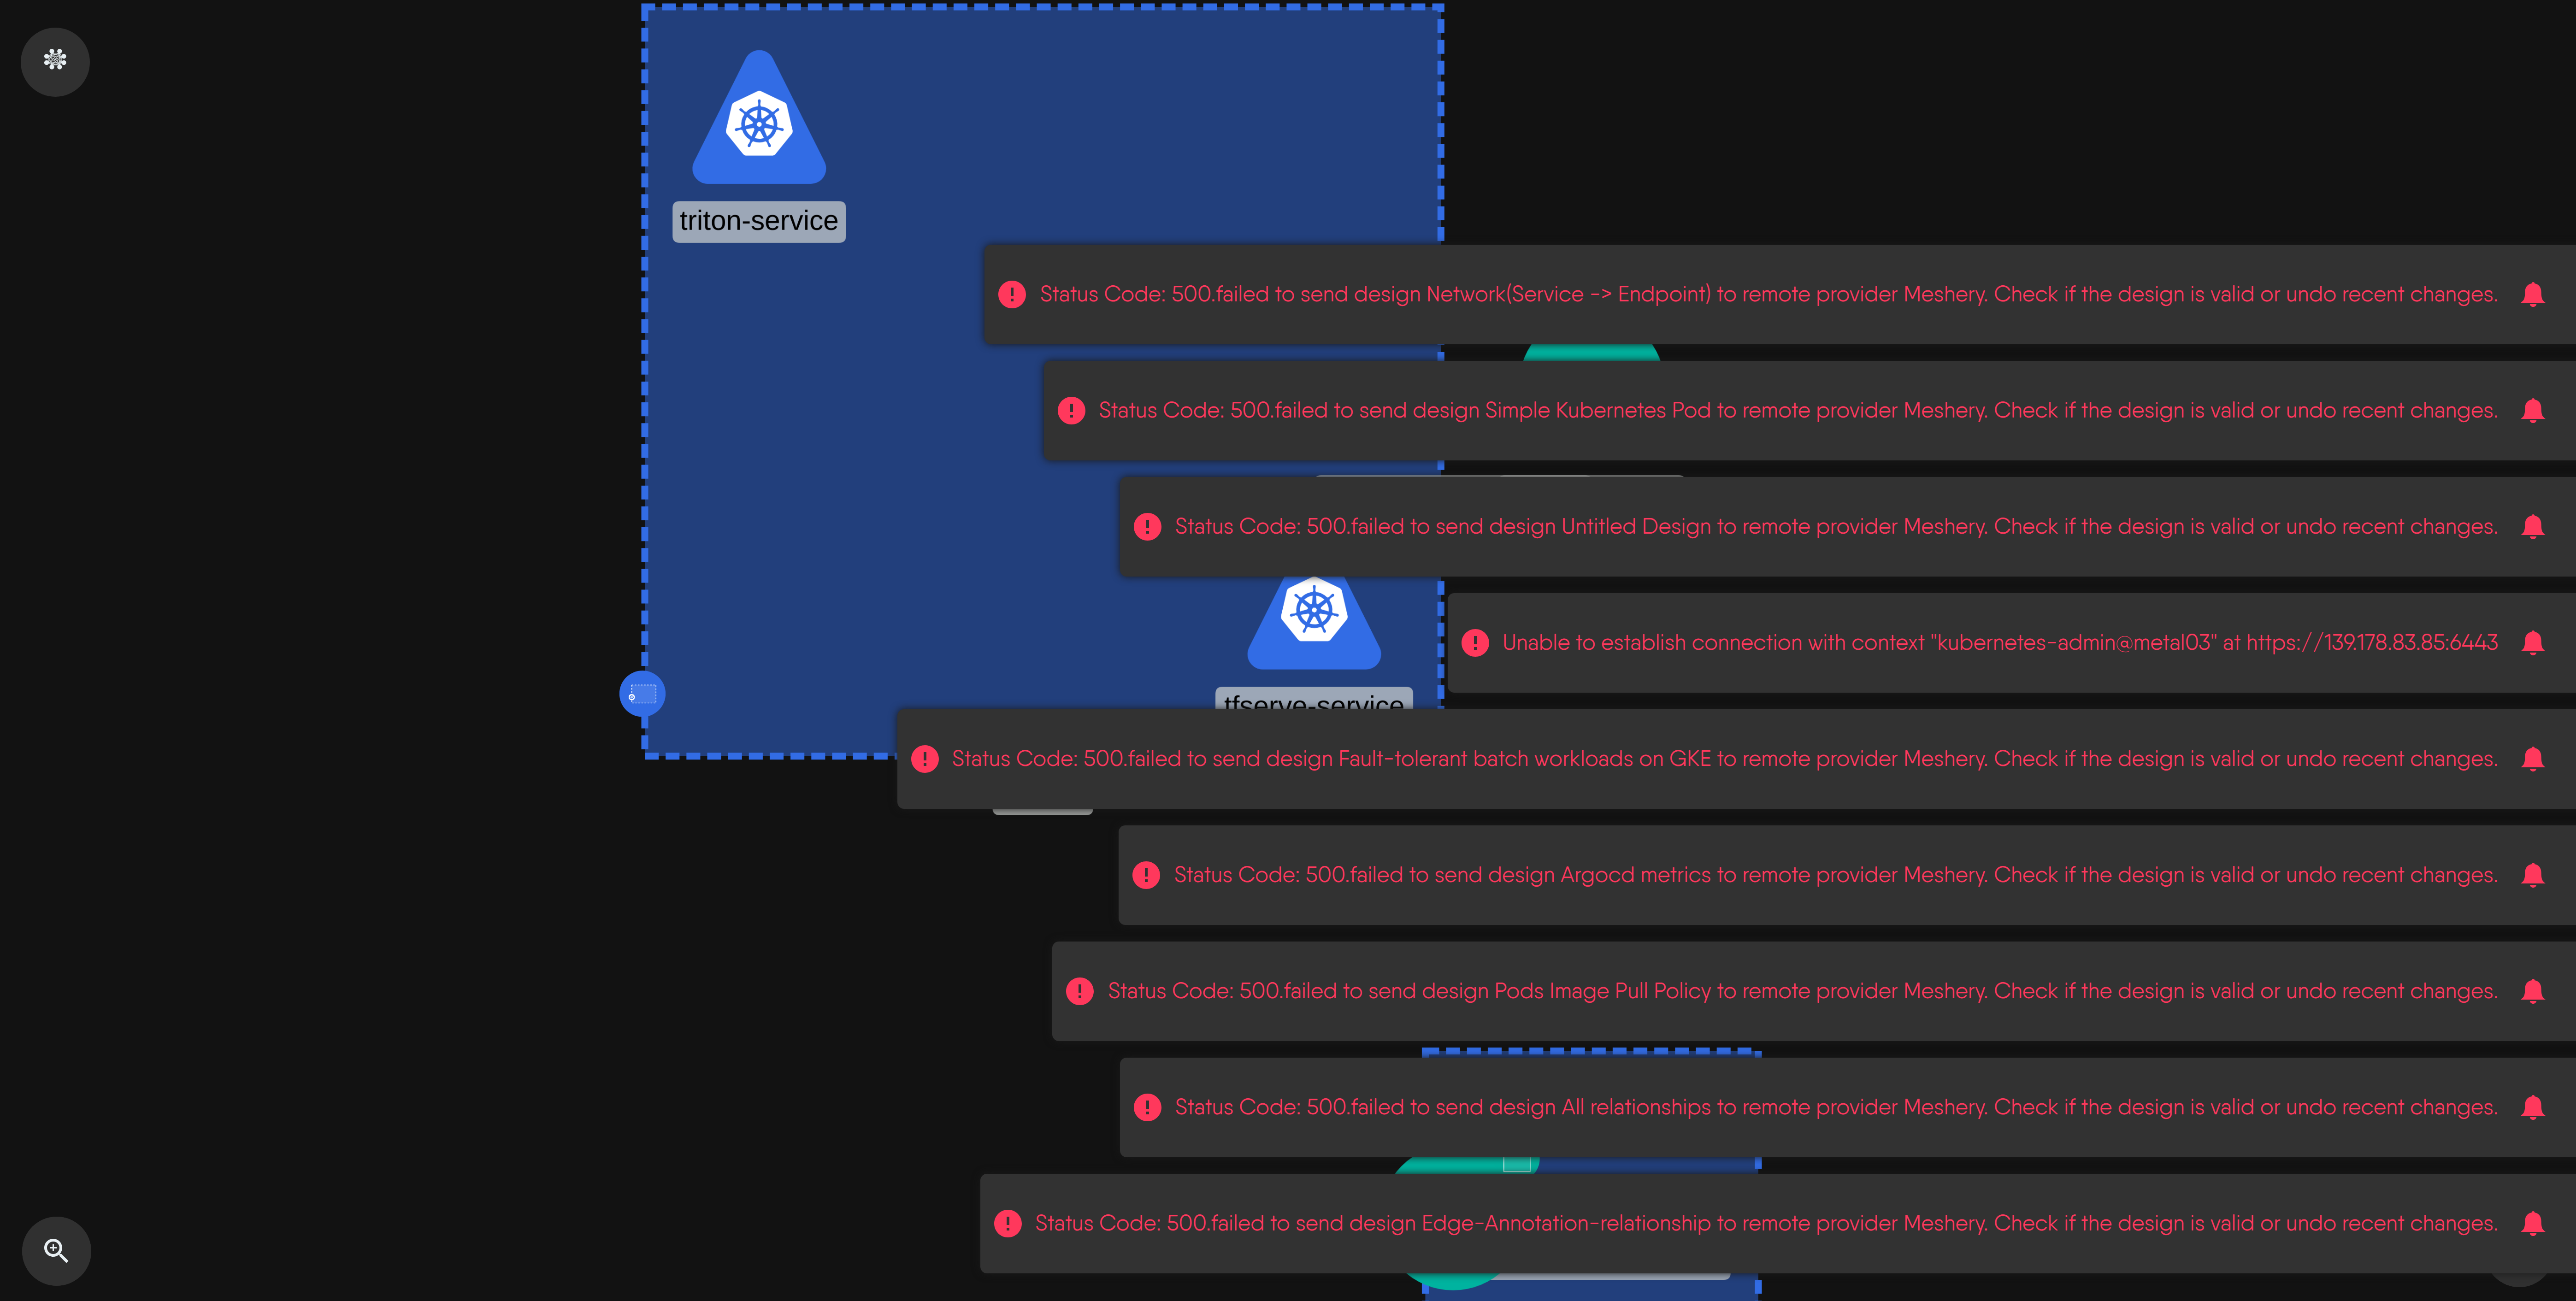 triton-service
Status Code: 500.failed to send design Network(Service -> Endpoint) to remote provider Meshery. Check if the design is valid or undo recent changes.
Status Code: 500.failed to send design Simple Kubernetes Pod to remote provider Meshery. Check if the design is valid or undo recent changes.
Status Code: 500.failed to send design Untitled Design to remote provider Meshery. Check if the design is valid or undo recent changes.
Unable to establish connection with context "kubernetes-admin@metal03" at https://139.178.83.85:6443
tfserve-service
Status Code: 500.failed to send design Fault-tolerant batch workloads on GKE to remote provider Meshery. Check if the design is valid or undo recent changes.
Status Code: 500.failed to send design Argocd metrics to remote provider Meshery. Check if the design is valid or undo recent changes.
Status Code: 500.failed to send design Pods Image Pull Policy to remote provider Meshery. Check if the design is valid or undo recent changes.
Status Code: 500.failed to send design All relationships to remote provider Meshery. Check if the design is valid or undo recent changes.
Status Code: 500.failed to send design Edge-Annotation-relationship to remote provider Meshery. Check if the design is valid or undo recent changes.